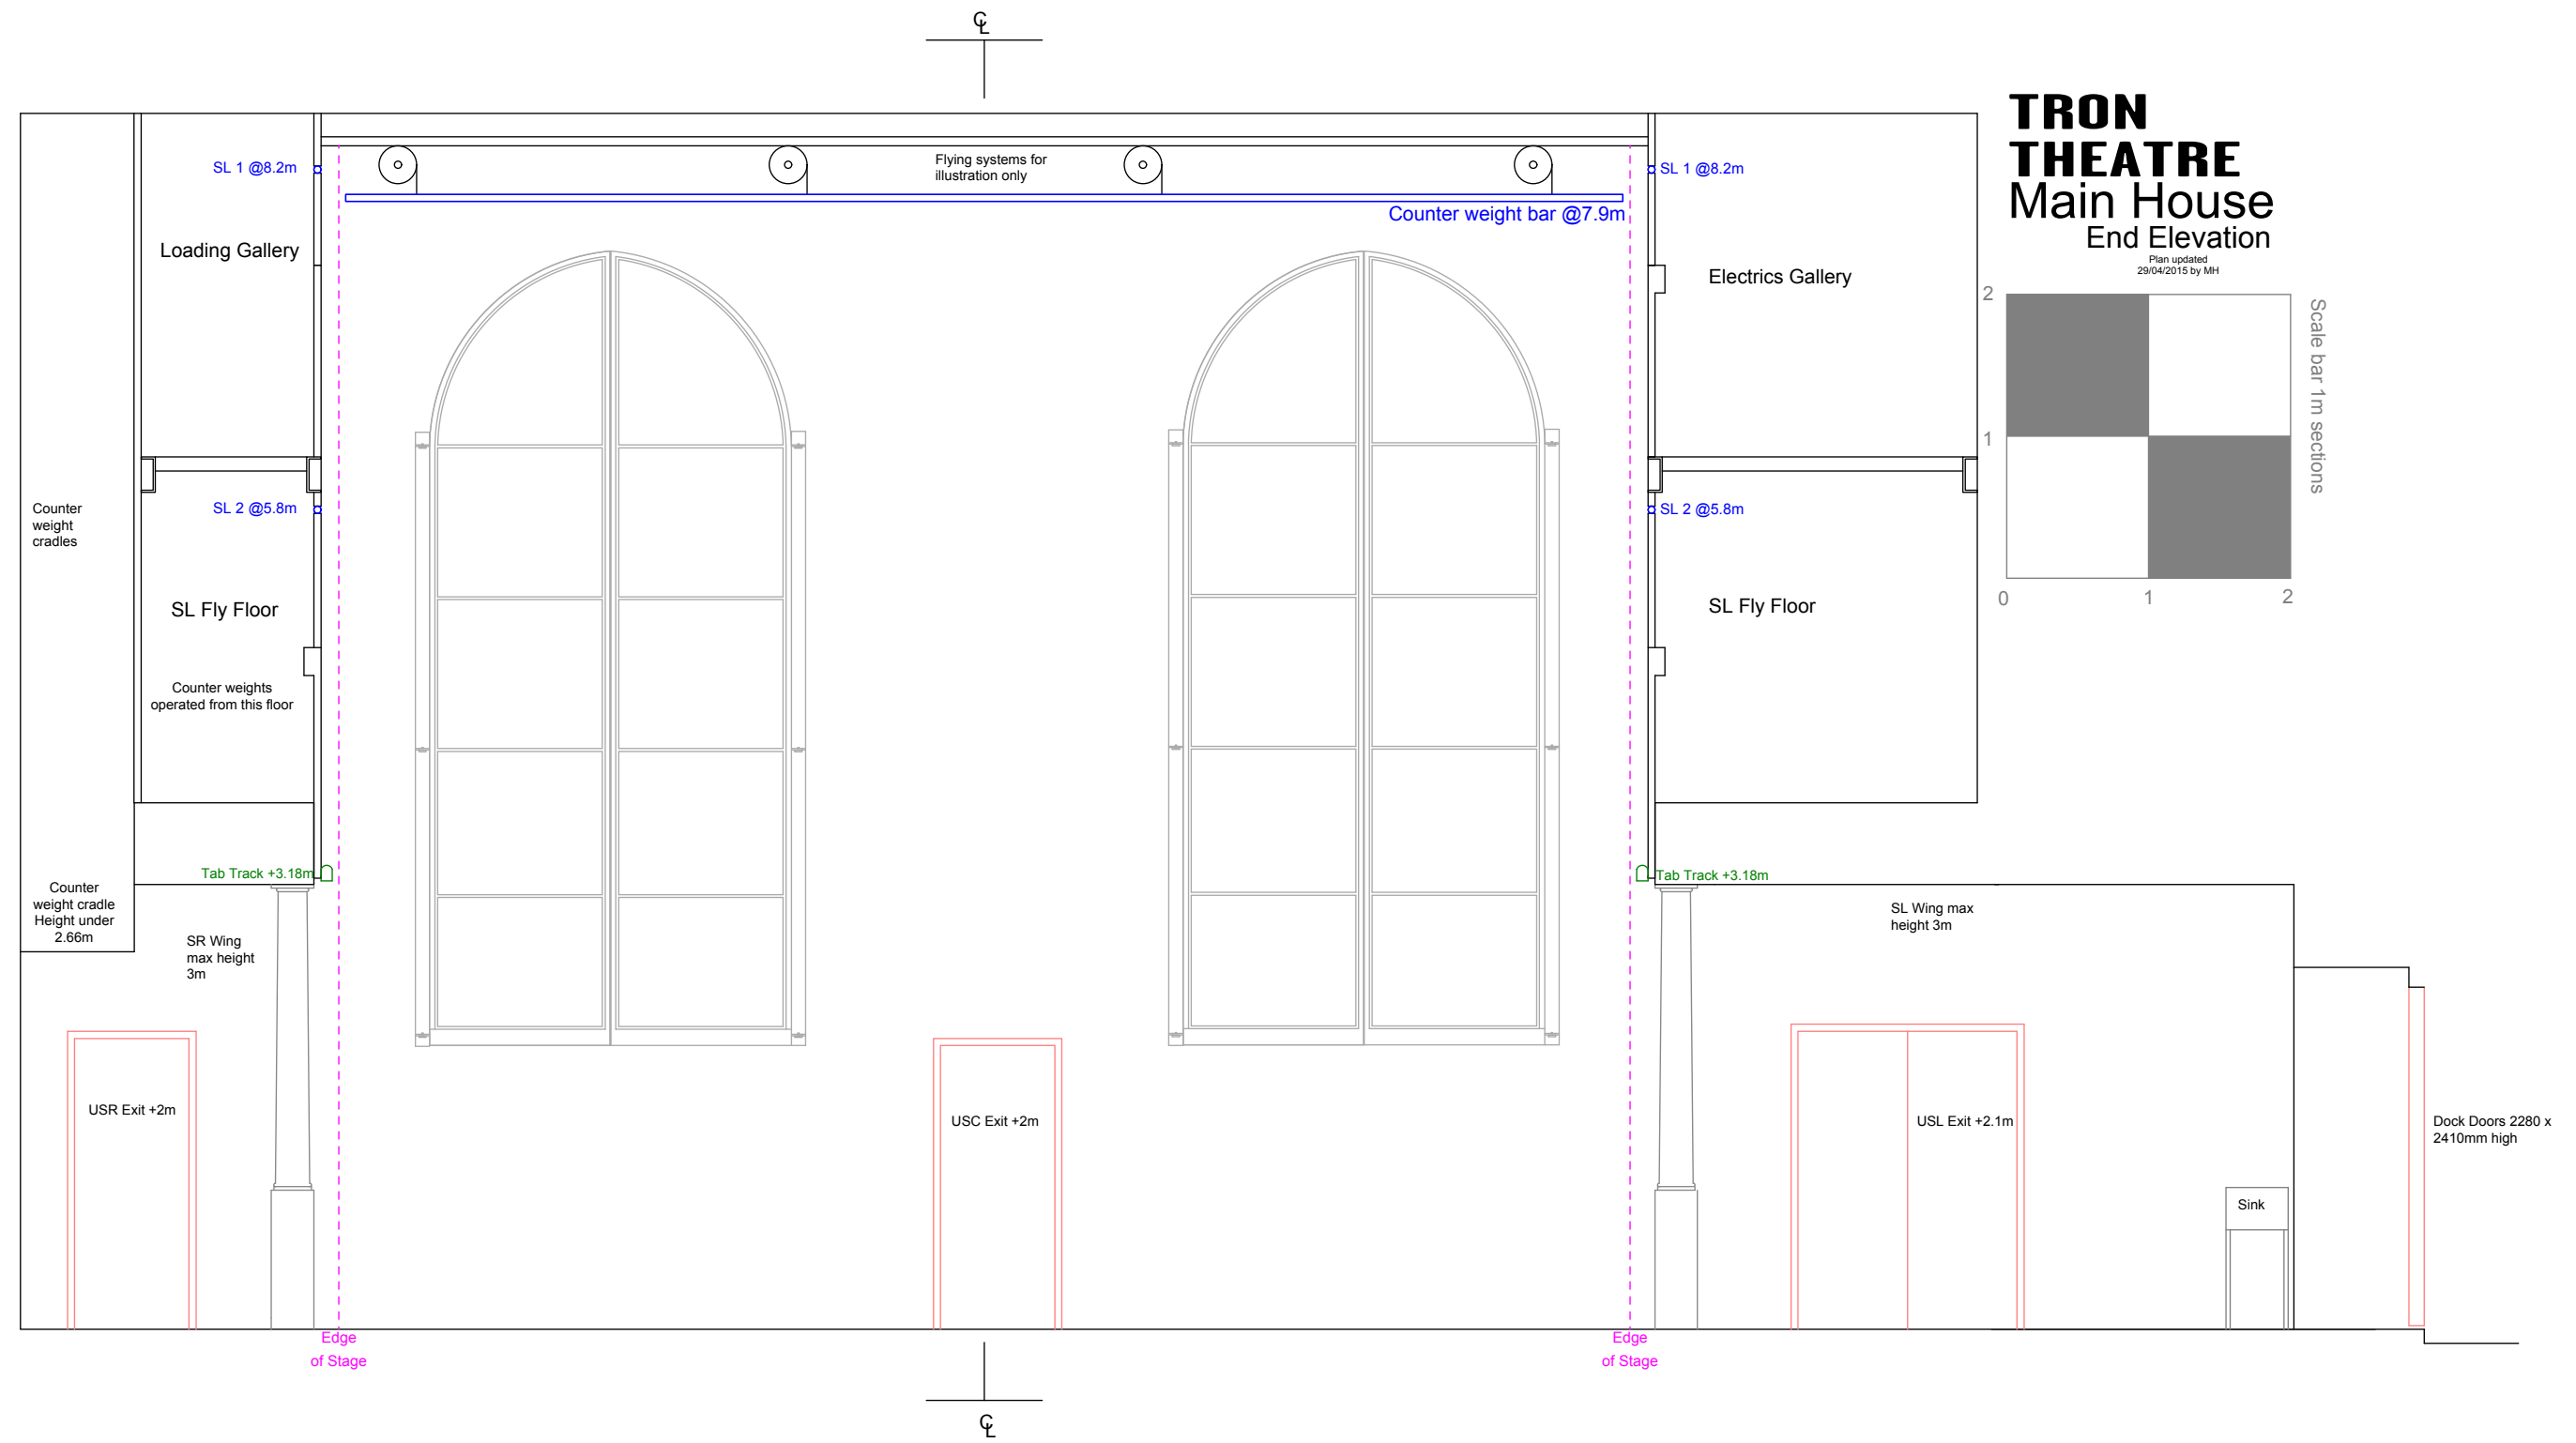 ℄
TRON
THEATRE
Main House
End Elevation
Plan updated
29/04/2015 by MH
SL 1 @8.2m
Flying systems for
illustration only
SL 1 @8.2m
Counter weight bar @7.9m
Loading Gallery
Electrics Gallery
2
1
0
1
2
Scale bar 1m sections
Counter
weight
cradles
SL 2 @5.8m
SL 2 @5.8m
SL Fly Floor
SL Fly Floor
Counter weights
operated from this floor
Tab Track +3.18m
Tab Track +3.18m
Counter
weight cradle
Height under
2.66m
SR Wing
max height
3m
SL Wing max
height 3m
USR Exit +2m
USC Exit +2m
USL Exit +2.1m
Dock Doors 2280 x
2410mm high
Sink
Edge
of Stage
Edge
of Stage
℄